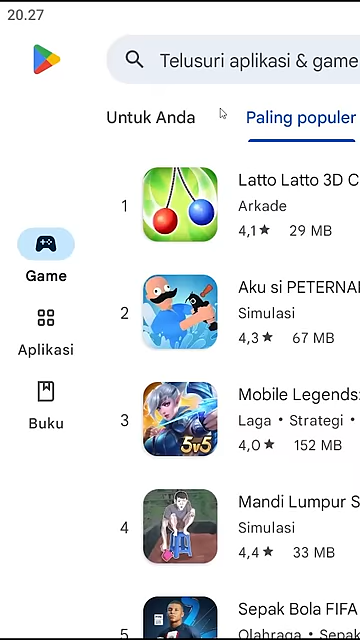 20.27
Telusuri aplikasi & game
Untuk Anda
Paling populer
1
Latto Latto 3D C
Arkade
4,1★ 29 MB
Game
2
Aku si PETERNA
Simulasi
4,3★ 67 MB
Aplikasi
3
Mobile Legends:
Laga • Strategi •
4,0★ 152 MB
5v5
Buku
4
Mandi Lumpur S
Simulasi
4,4★ 33 MB
5
Sepak Bola FIFA
Olahraga • Sepak